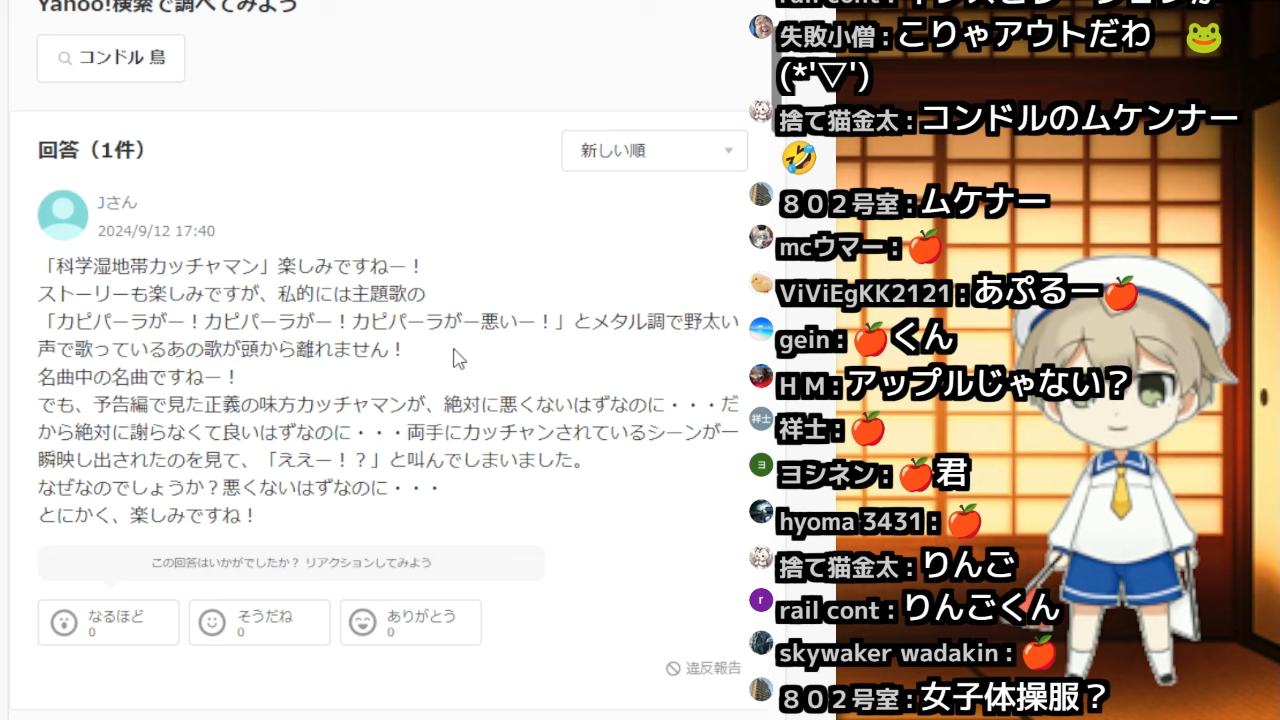 Yahoo!検索で調べてみよう
コンドル 鳥
回答（1件）
新しい順
Jさん
2024/9/12 17:40
「科学湿地帯カッチャマン」楽しみですねー！
ストーリーも楽しみですが、私的には主題歌の
「カピパーラがー！カピパーラがー！カピパーラがー悪いー！」とメタル調で野太い
声で歌っているあの歌が頭から離れません！
名曲中の名曲ですねー！
でも、予告編で見た正義の味方カッチャマンが、絶対に悪くないはずなのに・・・だ
から絶対に謝らなくて良いはずなのに・・・両手にカッチャンされているシーンが一
瞬映し出されたのを見て、「ええー！？」と叫んでしまいました。
なぜなのでしょうか？悪くないはずなのに・・・
とにかく、楽しみですね！
この回答はいかがでしたか？ リアクションしてみよう
なるほど
0
そうだね
0
ありがとう
0
違反報告
失敗小僧 : こりゃアウトだわ 🐸
(*'▽')
捨て猫金太 : コンドルのムケンナー
🤣
８０２号室 : ムケナー
mcウマー : 🍎
ViViEgKK2121 : あぷるー🍎
gein : 🍎くん
H M : アップルじゃない？
祥士
祥士 : 🍎
ヨ
ヨシネン : 🍎君
hyoma 3431 : 🍎
捨て猫金太 : りんご
r
rail cont : りんごくん
skywaker wadakin : 🍎
８０２号室 : 女子体操服？